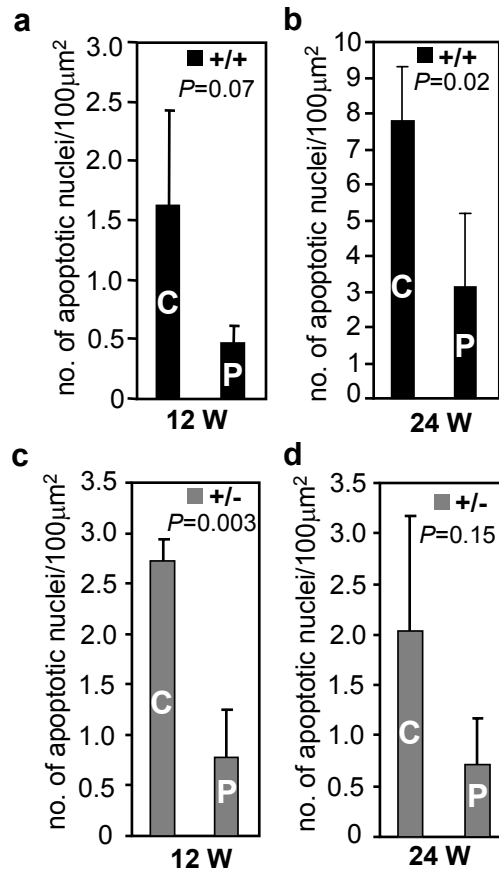 a
no. of apoptotic nuclei/100μm²
3.0
2.5
2.0
1.5
1.0
0.5
0
+/+
P=0.07
C
P
12 W
b
no. of apoptotic nuclei/100μm²
10
9
8
7
6
5
4
3
2
1
0
+/+
P=0.02
C
P
24 W
c
no. of apoptotic nuclei/100μm²
3.5
3.0
2.5
2.0
1.5
1.0
0.5
0
+/-
P=0.003
C
P
12 W
d
no. of apoptotic nuclei/100μm²
3.5
3.0
2.5
2.0
1.5
1.0
0.5
0
+/-
P=0.15
C
P
24 W